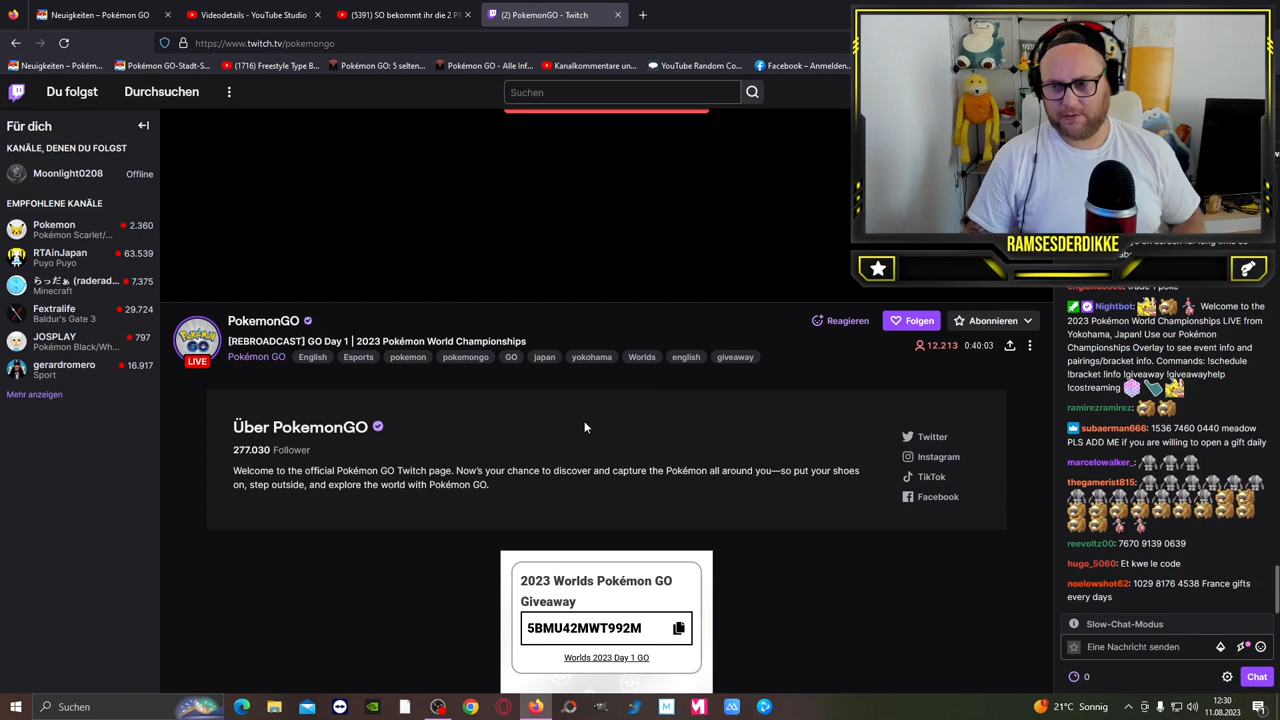 Neuigkeiten – Pokémon GO
Videodetails - YouTube Studio
(5391) SO bekommt ihr die 2 P
(2) PokemonGO - Twitch
https://www.twitch.tv/pokemongo
Neuigkeiten – Pokém...
Pokémon-GO-Stadt-S...
(1716) Freestyle Type B...
Pokémon GO: 5 selten...
Pokémon GO - Alle Inf...
Kanalkommentare un...
YouTube Random Co...
Facebook – Anmelden...
Du folgst
Durchsuchen
Suchen
Für dich
KANÄLE, DENEN DU FOLGST
Moonlight0208
Offline
EMPFOHLENE KANÄLE
Pokemon
2.360
Pokémon Scarlet/...
RTAinJapan
63.539
Puyo Puyo
らっだぁ (raderad...
7.375
Minecraft
Fextralife
29.724
Baldur's Gate 3
JOSPLAY
797
Pokémon Black/Wh...
gerardromero
16.917
Sport
Mehr anzeigen
RAMSESDERDIKKE
POKÉMON GO
LIVE
PokemonGO
[REBROADCAST] GO Day 1 | 2023 Pokémon World Championships
Pokémon GO
English
Esports
pokemon
pokemongo
GO
japan
yokohama
Worlds
english
giveaway
Reagieren
Folgen
Abonnieren
12.213
0:40:03
Über PokemonGO
277.030 Follower
Welcome to the official Pokémm GO Twitch page. Now's your chance to discover and capture the Pokémon all around you—so put your shoes
on, step outside, and explore the world with Pokémon GO.
Twitter
Instagram
TikTok
Facebook
2023 Worlds Pokémon GO
Giveaway
5BMU42MWT992M
Worlds 2023 Day 1 GO
Nightbot: Welcome to the
2023 Pokémon World Championships LIVE from
Yokohama, Japan! Use our Pokémon
Championships Overlay to see event info and
pairings/bracket info. Commands: !schedule
!bracket !info !giveaway !giveawayhelp
!costreaming
ramirezramirez:
subaerman666: 1536 7460 0440 meadow
PLS ADD ME if you are willing to open a gift daily
marcelowalker_:
thegamerist815:
reevoltz00: 7670 9139 0639
hugo_5060: Et kwe le code
noelowshot62: 1029 8176 4538 France gifts
every days
Slow-Chat-Modus
Eine Nachricht senden
0
Chat
Suchen
21°C Sonnig
12:30
11.08.2023